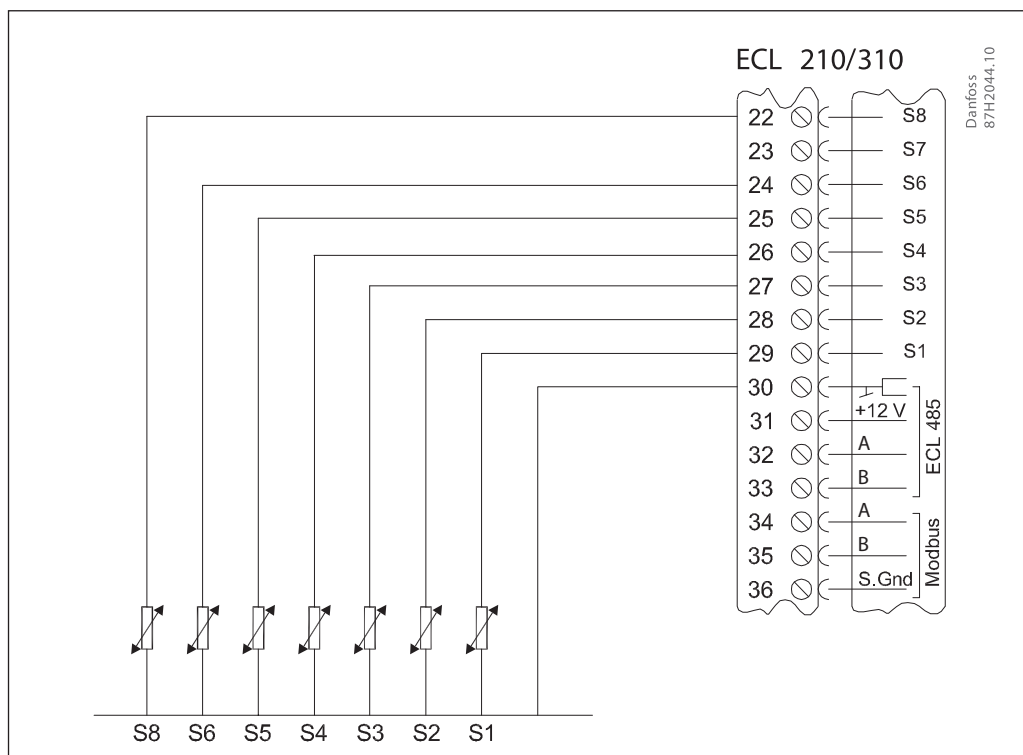 ECL 210/310
Danfoss
87H2044.10
22 S8
23 S7
24 S6
25 S5
26 S4
27 S3
28 S2
29 S1
30
31 +12 V
32 A
33 B
ECL 485
34 A
35 B
36 S.Gnd
Modbus
S8 S6 S5 S4 S3 S2 S1